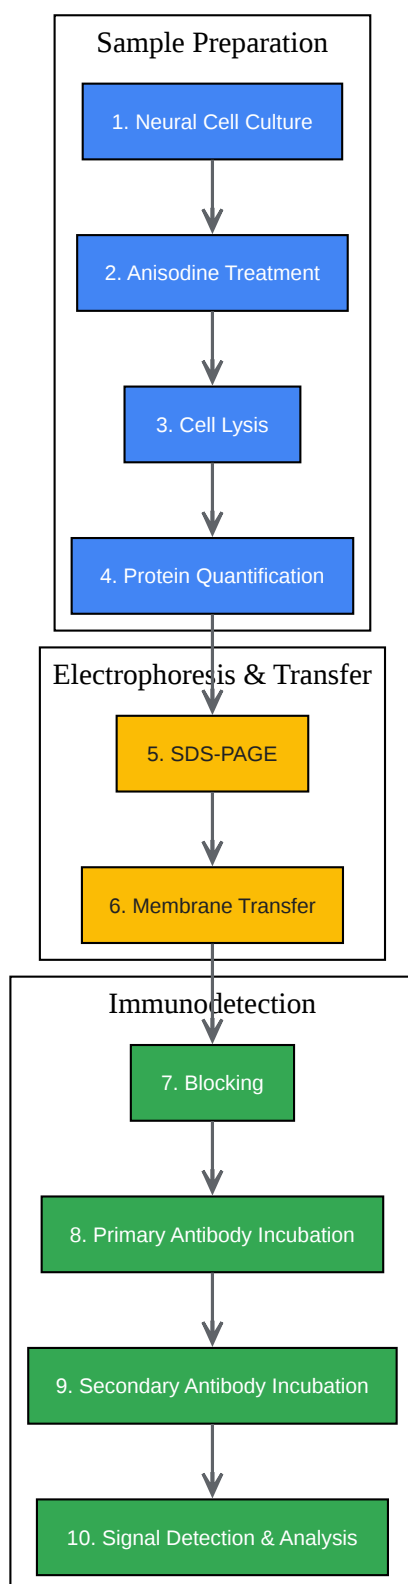 Sample Preparation
1. Neural Cell Culture
2. Anisodine Treatment
3. Cell Lysis
4. Protein Quantification
Electrophoresis & Transfer
5. SDS-PAGE
6. Membrane Transfer
Immunodetection
7. Blocking
8. Primary Antibody Incubation
9. Secondary Antibody Incubation
10. Signal Detection & Analysis